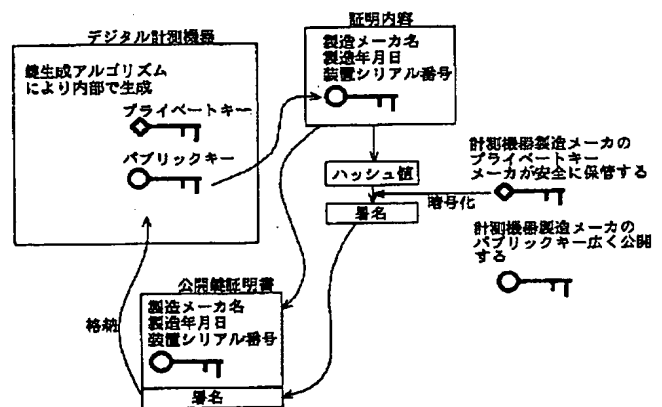 デジタル計測機器
鍵生成アルゴリズム
により内部で生成
プライベートキー
パブリックキー
証明内容
製造メーカ名
製造年月日
装置シリアル番号
ハッシュ値
署名
暗号化
計測機器製造メーカの
プライベートキー
メーカが安全に保管する
計測機器製造メーカの
パブリックキー広く公開
する
公開鍵証明書
製造メーカ名
製造年月日
装置シリアル番号
署名
格納